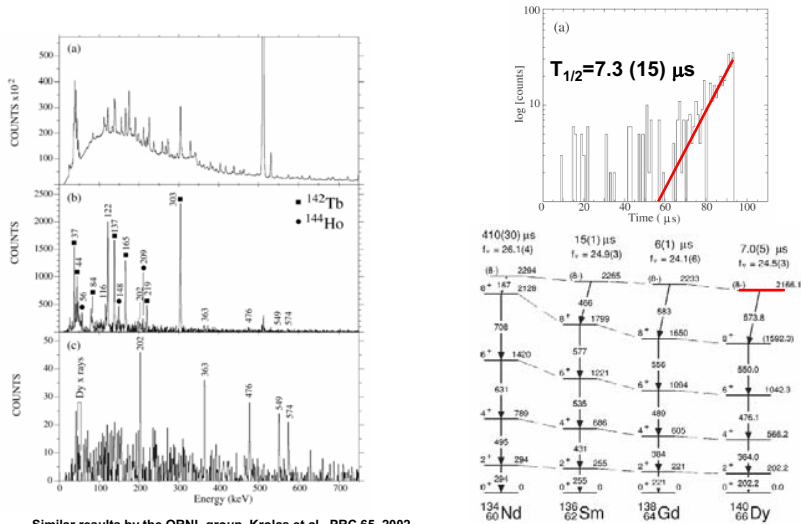 (a)
COUNTS x10²
400
300
200
100
(b)
■ ¹⁴²Tb
● ¹⁴⁴Ho
COUNTS
2500
2000
1500
1000
500
0
37
44
56
84
116
122
137
148
165
202
209
219
303
363
476
549
574
(c)
COUNTS
50
40
30
20
10
0
Dy x rays
202
363
476
549
574
0 100 200 300 400 500 600 700
Energy (keV)
Similar results by the ORNL group, Krolas et al., PRC 65, 2002
(a)
T1/2=7.3 (15) μs
log [counts]
100
10
0 20 40 60 80 100
Time ( μs)
410(30) μs
fν = 26.1(4)
15(1) μs
fν = 24.9(3)
6(1) μs
fν = 24.1(6)
7.0(5) μs
fν = 24.5(3)
(8-) 2294
(8-) 2265
(8-) 2233
(8-) 2166.1
8+ 167 2128
466
583
573.8
8+ 1799
8+ 1650
8+ (1592.3)
708
577
556
550.0
6+ 1420
6+ 1221
6+ 1094
6+ 1042.3
631
535
489
476.1
4+ 789
4+ 686
4+ 605
4+ 566.2
495
431
384
364.0
2+ 294
2+ 255
2+ 221
2+ 202.2
294
255
221
202.2
0+ 0
0+ 0
0+ 0
0+ 0.0
134 60 Nd
136 62 Sm
138 64 Gd
140 66 Dy